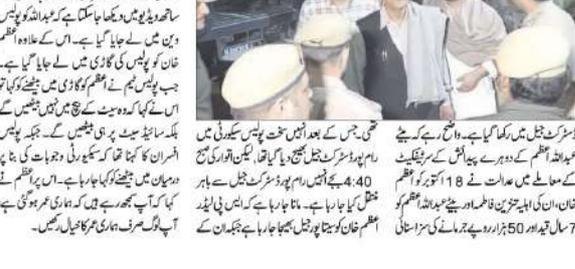 ڈسٹرکٹ جیل میں رکھا گیا ہے۔ واضح رہے کہ بیٹے
عبداللہ اعظم کے دوہرے پیدائش کے سرٹیفکیٹ
کے معاملے میں عدالت نے 18 اکتوبر کو اعظم
خان، ان کی اہلیہ تنزین فاطمہ اور بیٹے عبداللہ اعظم کو
7 سال قید اور 50 ہزار روپے جرمانے کی سزا سنائی
تھی۔ جس کے بعد انہیں سخت پولیس سیکورٹی میں
رام پور ڈسٹرکٹ جیل بھیج دیا گیا تھا، لیکن اتوار کی صبح
4:40 بجے انہیں رام پور ڈسٹرکٹ جیل سے باہر
منتقل کیا جا رہا ہے۔ مانا جا رہا ہے کہ ایس پی لیڈر
اعظم خان کو سیتا پور جیل بھیجا جا رہا ہے جبکہ ان کے
ساتھ ویڈیو میں دیکھا جا سکتا ہے کہ عبداللہ کو پولیس
وین میں لے جایا گیا ہے۔ اس کے علاوہ اعظم
خان کو پولیس کی گاڑی میں لے جایا گیا ہے۔
جب پولیس ٹیم نے اعظم کو گاڑی میں بیٹھنے کو کہا تو
اس نے کہا کہ وہ سیٹ کے بیچ میں نہیں بیٹھیں گے
بلکہ سائیڈ سیٹ پر ہی بیٹھیں گے۔ جبکہ پولیس
افسران کا کہنا تھا کہ سیکورٹی وجوہات کی بنا پر
درمیان میں بیٹھنے کو کہا جا رہا ہے۔ اس پر اعظم نے
کہا کہ آپ سمجھ رہے ہیں کہ ہماری عمر ہو گئی ہے
آپ لوگ صرف ہماری عمر کا خیال رکھیں۔